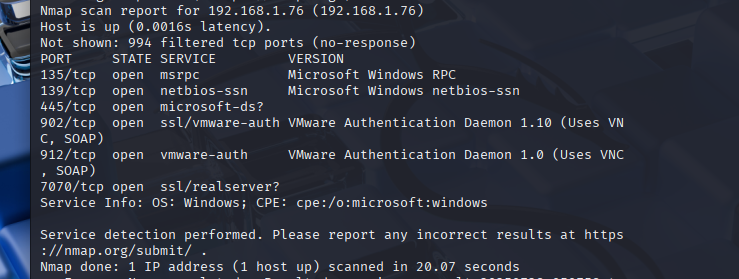 Nmap scan report for 192.168.1.76 (192.168.1.76)
Host is up (0.0016s latency).
Not shown: 994 filtered tcp ports (no-response)
PORT     STATE SERVICE         VERSION
135/tcp  open  msrpc           Microsoft Windows RPC
139/tcp  open  netbios-ssn     Microsoft Windows netbios-ssn
445/tcp  open  microsoft-ds?
902/tcp  open  ssl/vmware-auth VMware Authentication Daemon 1.10 (Uses VN
C, SOAP)
912/tcp  open  vmware-auth     VMware Authentication Daemon 1.0 (Uses VNC
, SOAP)
7070/tcp open  ssl/realserver?
Service Info: OS: Windows; CPE: cpe:/o:microsoft:windows

Service detection performed. Please report any incorrect results at https
://nmap.org/submit/ .
Nmap done: 1 IP address (1 host up) scanned in 20.07 seconds